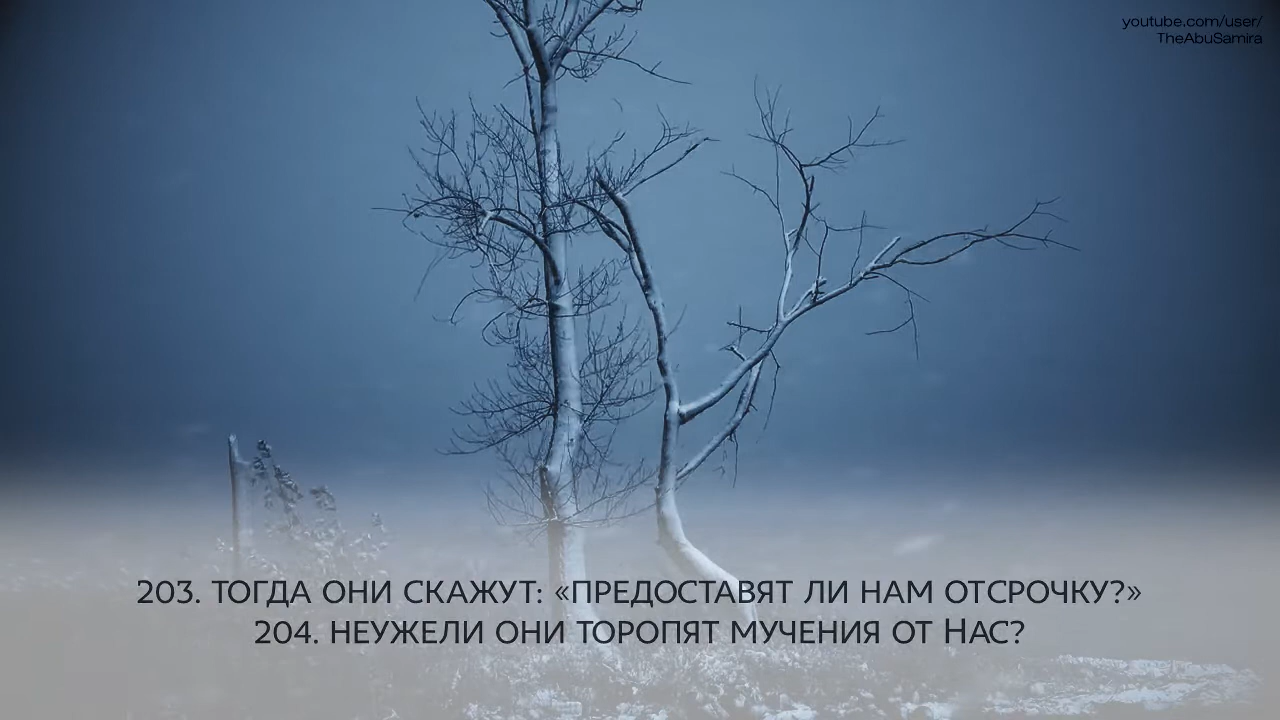 youtube.com/user/
TheAbuSamira
203. ТОГДА ОНИ СКАЖУТ: «ПРЕДОСТАВЯТ ЛИ НАМ ОТСРОЧКУ?»
204. НЕУЖЕЛИ ОНИ ТОРОПЯТ МУЧЕНИЯ ОТ НАС?